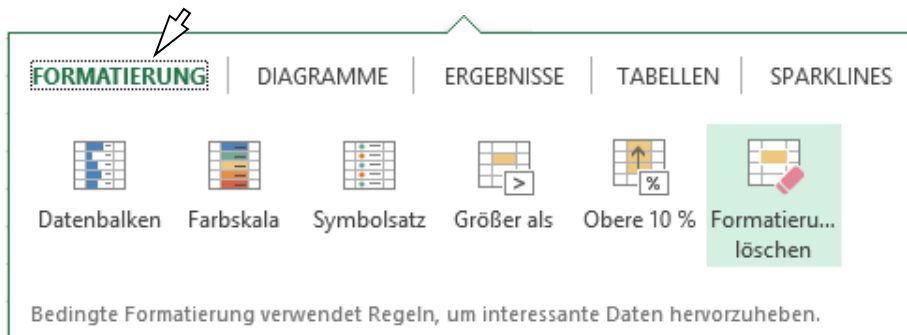 FORMATIERUNG DIAGRAMME ERGEBNISSE TABELLEN SPARKLINES
> %
Datenbalken Farbskala Symbolsatz Größer als Obere 10 % Formatieru...
löschen
Bedingte Formatierung verwendet Regeln, um interessante Daten hervorzuheben.